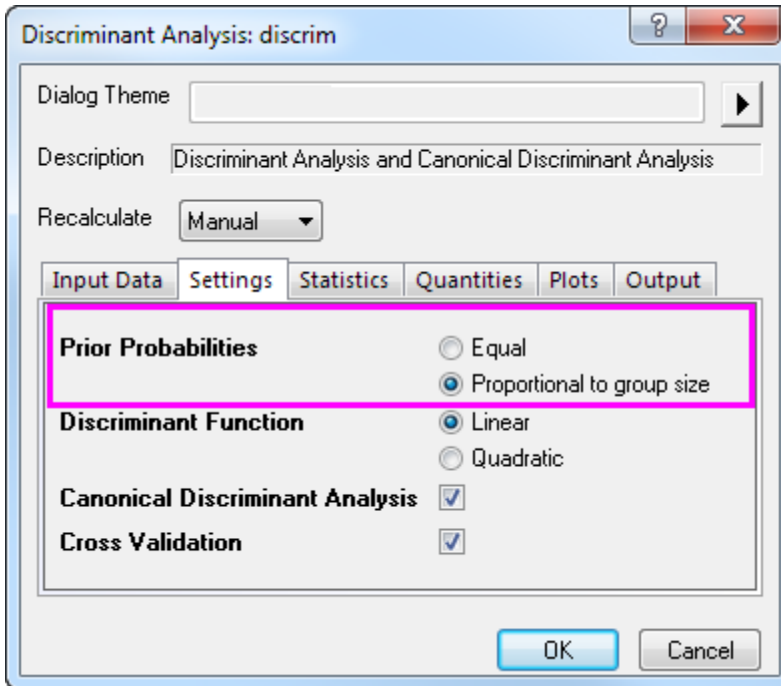 Discriminant Analysis: discrim
?
X
Dialog Theme
Description Discriminant Analysis and Canonical Discriminant Analysis
Recalculate Manual
Input Data Settings Statistics Quantities Plots Output
Prior Probabilities Equal
Proportional to group size
Discriminant Function Linear
Quadratic
Canonical Discriminant Analysis
Cross Validation
OK Cancel